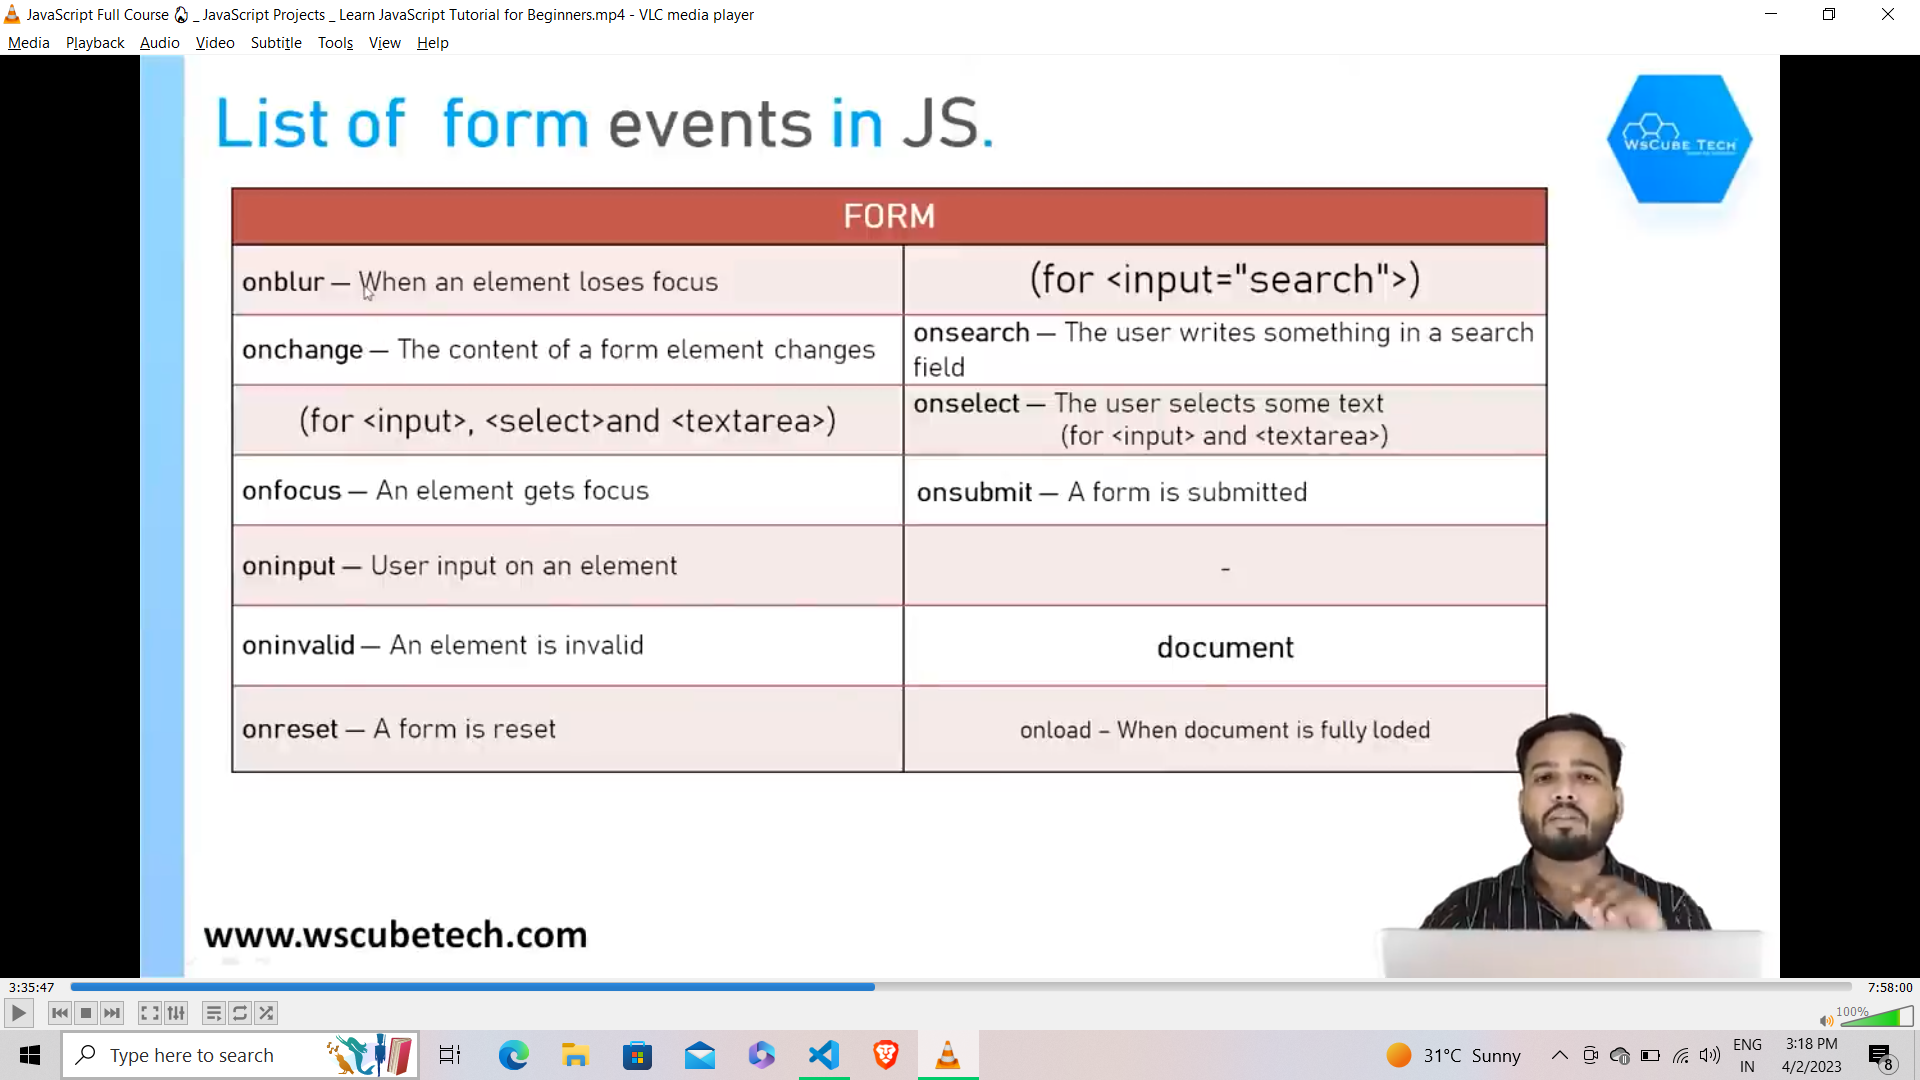 JavaScript Full Course _ JavaScript Projects _ Learn JavaScript Tutorial for Beginners.mp4 - VLC media player
Media Playback Audio Video Subtitle Tools View Help
List of form events in JS.
WSCUBE TECH
FORM
onblur — When an element loses focus
(for <input="search">)
onchange — The content of a form element changes
onsearch — The user writes something in a search
field
(for <input>, <select>and <textarea>)
onselect — The user selects some text
(for <input> and <textarea>)
onfocus — An element gets focus
onsubmit — A form is submitted
oninput — User input on an element
-
oninvalid — An element is invalid
document
onreset — A form is reset
onload – When document is fully loded
www.wscubetech.com
3:35:47
7:58:00
100%
Type here to search
31°C Sunny
ENG
IN
3:18 PM
4/2/2023
8